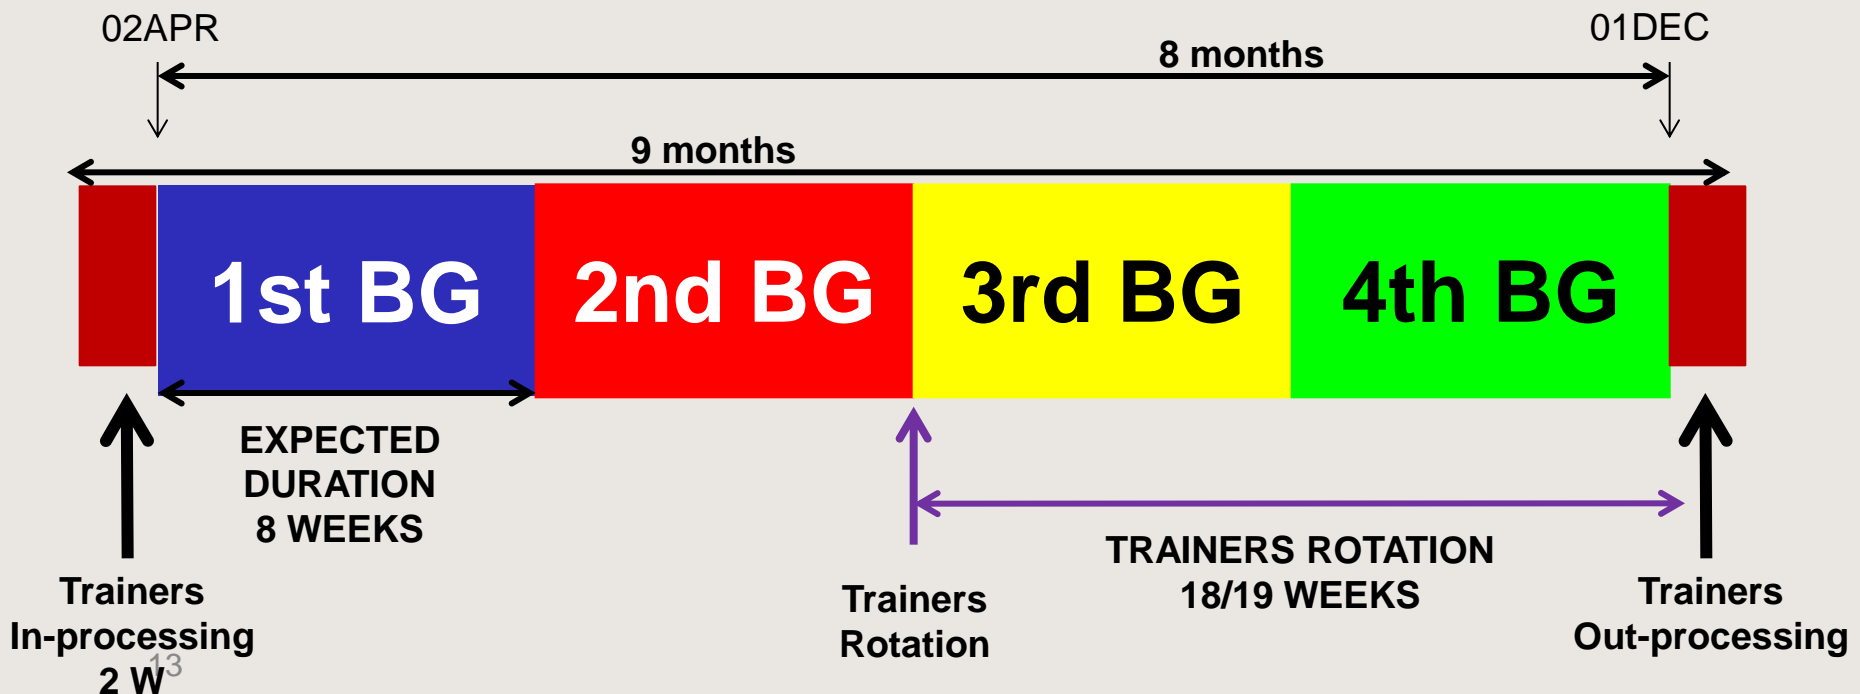 02APR
01DEC
8 months
9 months
1st BG
2nd BG
3rd BG
4th BG
EXPECTED
DURATION
8 WEEKS
TRAINERS ROTATION
18/19 WEEKS
Trainers
In-processing
2 W
13
Trainers
Rotation
Trainers
Out-processing